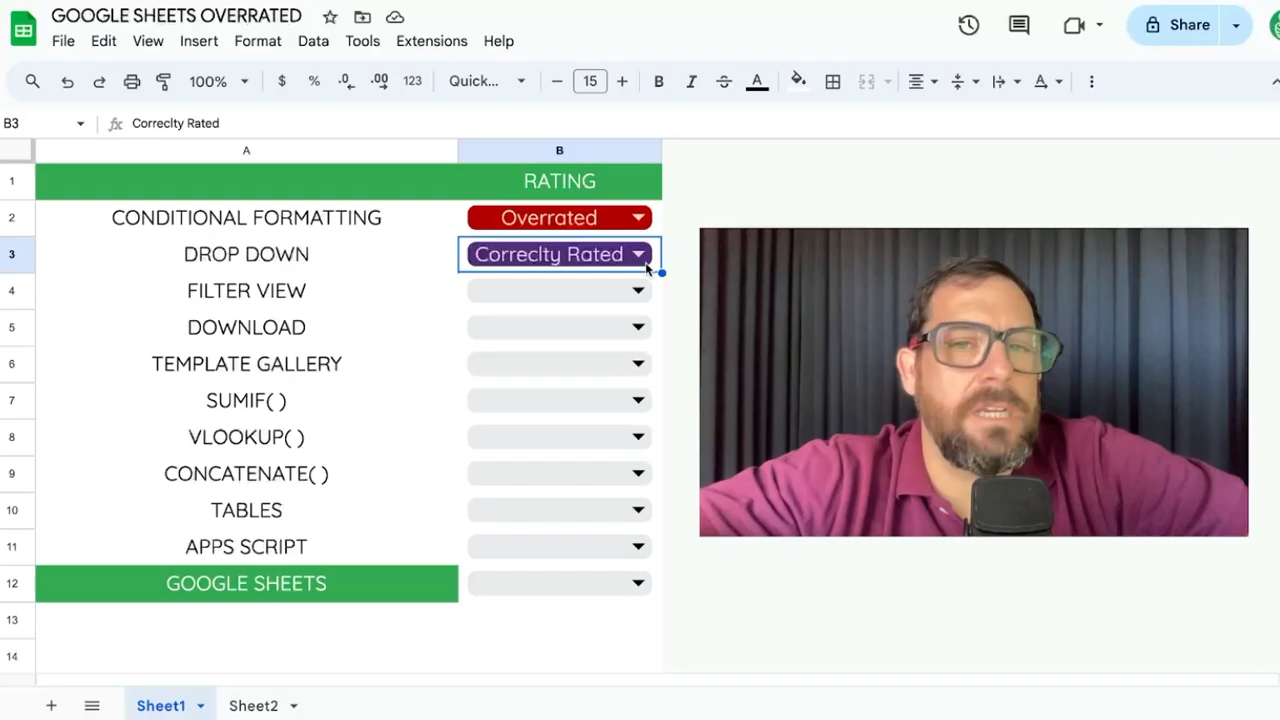 GOOGLE SHEETS OVERRATED
File Edit View Insert Format Data Tools Extensions Help
Share
100% $ % .0 .00 123 Quick... 15 B I A
B3 fx Correclty Rated
A B
1 RATING
2 CONDITIONAL FORMATTING Overrated
3 DROP DOWN Correclty Rated
4 FILTER VIEW
5 DOWNLOAD
6 TEMPLATE GALLERY
7 SUMIF( )
8 VLOOKUP( )
9 CONCATENATE( )
10 TABLES
11 APPS SCRIPT
12 GOOGLE SHEETS
13
14
Sheet1 Sheet2